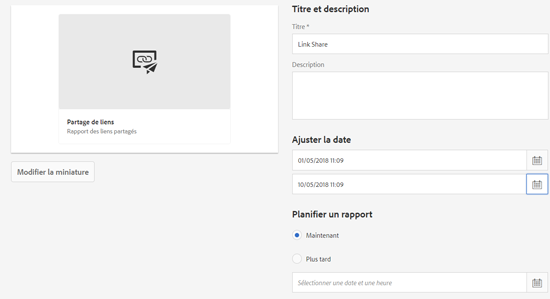 Partage de liens
Rapport des liens partagés
Modifier la miniature
Titre et description
Titre *
Link Share
Description
Ajuster la date
01/05/2018 11:09
10/05/2018 11:09
Planifier un rapport
Maintenant
Plus tard
Sélectionner une date et une heure